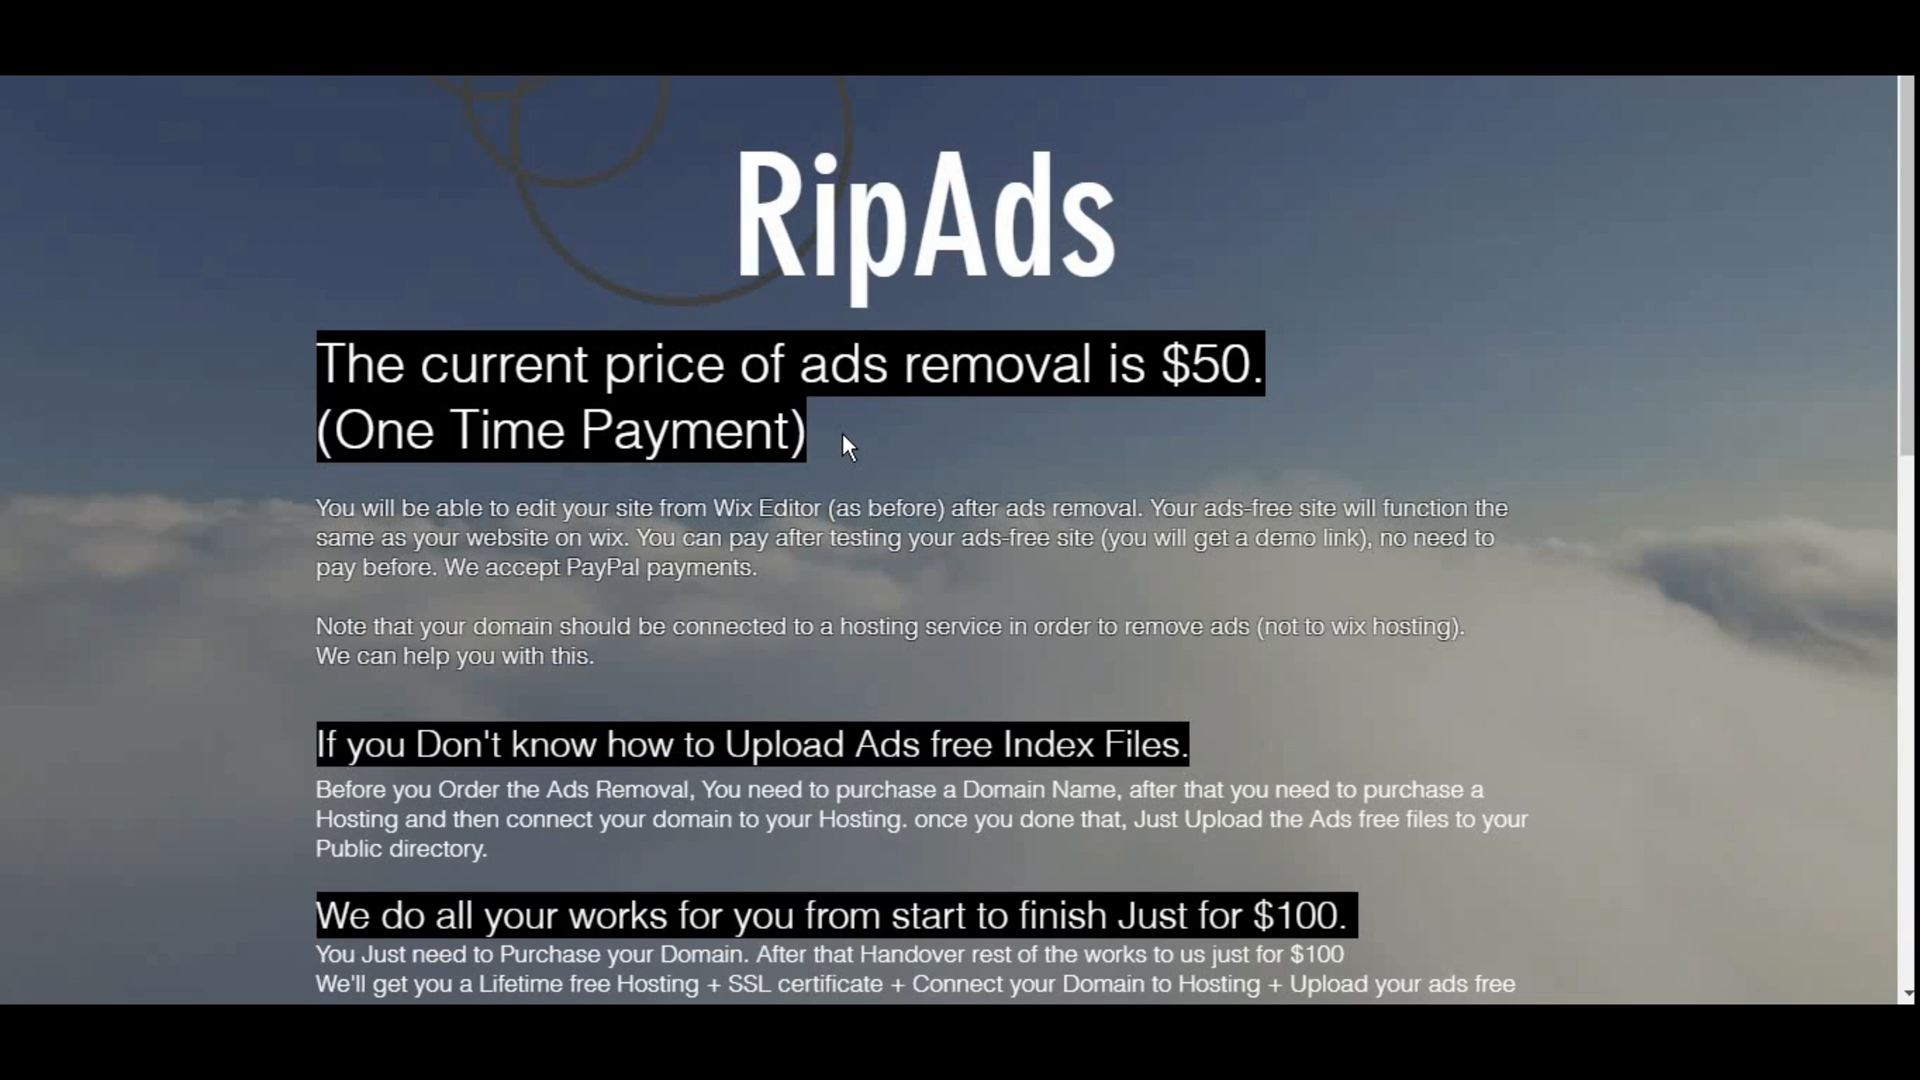 RipAds
The current price of ads removal is $50.
(One Time Payment)
You will be able to edit your site from Wix Editor (as before) after ads removal. Your ads-free site will function the
same as your website on wix. You can pay after testing your ads-free site (you will get a demo link), no need to
pay before. We accept PayPal payments.
Note that your domain should be connected to a hosting service in order to remove ads (not to wix hosting).
We can help you with this.
If you Don't know how to Upload Ads free Index Files.
Before you Order the Ads Removal, You need to purchase a Domain Name, after that you need to purchase a
Hosting and then connect your domain to your Hosting. once you done that, Just Upload the Ads free files to your
Public directory.
We do all your works for you from start to finish Just for $100.
You Just need to Purchase your Domain. After that Handover rest of the works to us just for $100
We'll get you a Lifetime free Hosting + SSL certificate + Connect your Domain to Hosting + Upload your ads free